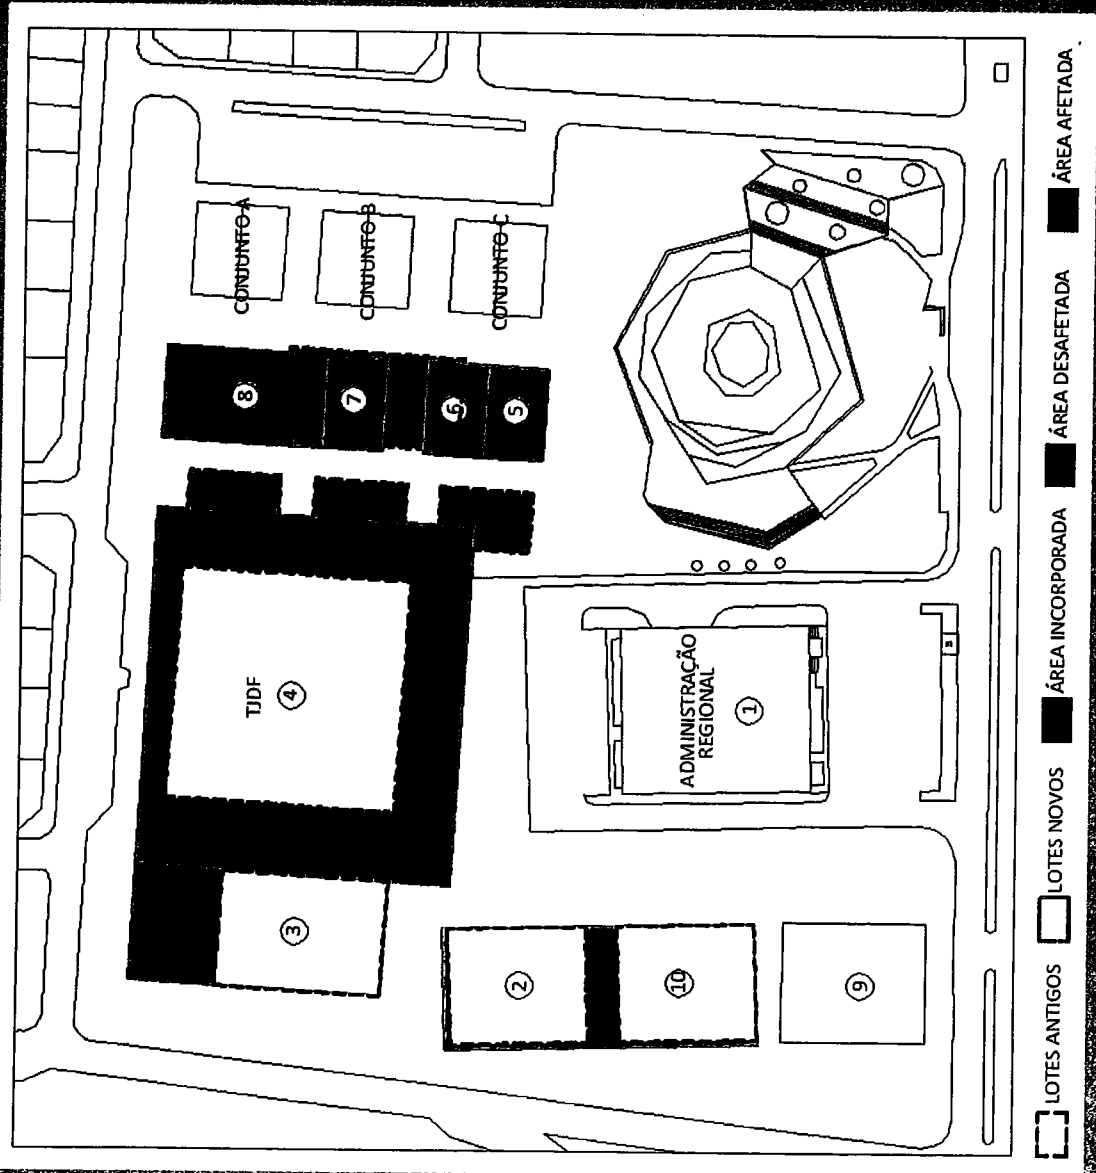 CONJUNTO A
CONJUNTO B
CONJUNTO C
8
7
6
5
TJDF
4
3
ADMINISTRAÇÃO
REGIONAL
1
2
10
9
LOTES ANTIGOS
LOTES NOVOS
ÁREA INCORPORADA
ÁREA DESAFETADA
ÁREA AFETADA